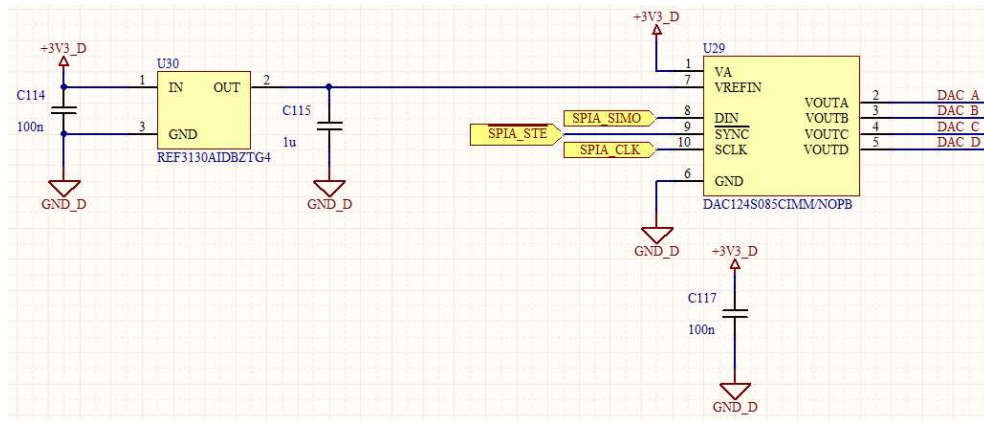 +3V3_D
U30
1
IN
OUT
2
C114
100n
3
GND
REF3130AIDBZTG4
GND_D
C115
1u
GND_D
+3V3_D
U29
1
VA
7
VREFIN
VOUTA
2
DAC_A
SPIA_SIMO
8
DIN
VOUTB
3
DAC_B
SPIA_STE
9
SYNC
VOUTC
4
DAC_C
SPIA_CLK
10
SCLK
VOUTD
5
DAC_D
6
GND
DAC124S085CIMM/NOPB
GND_D
+3V3_D
C117
100n
GND_D